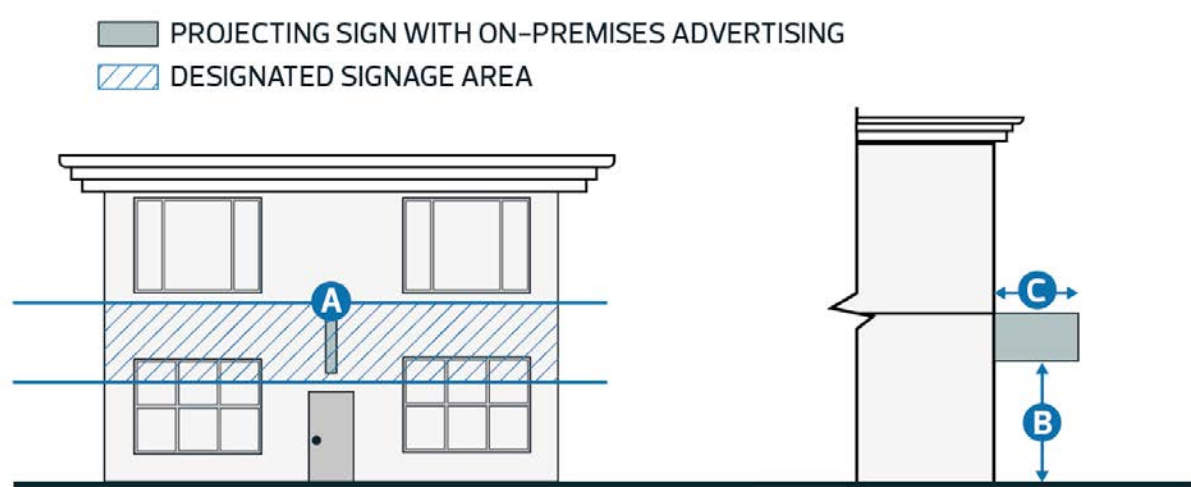 PROJECTING SIGN WITH ON-PREMISES ADVERTISING
DESIGNATED SIGNAGE AREA
A
C
B